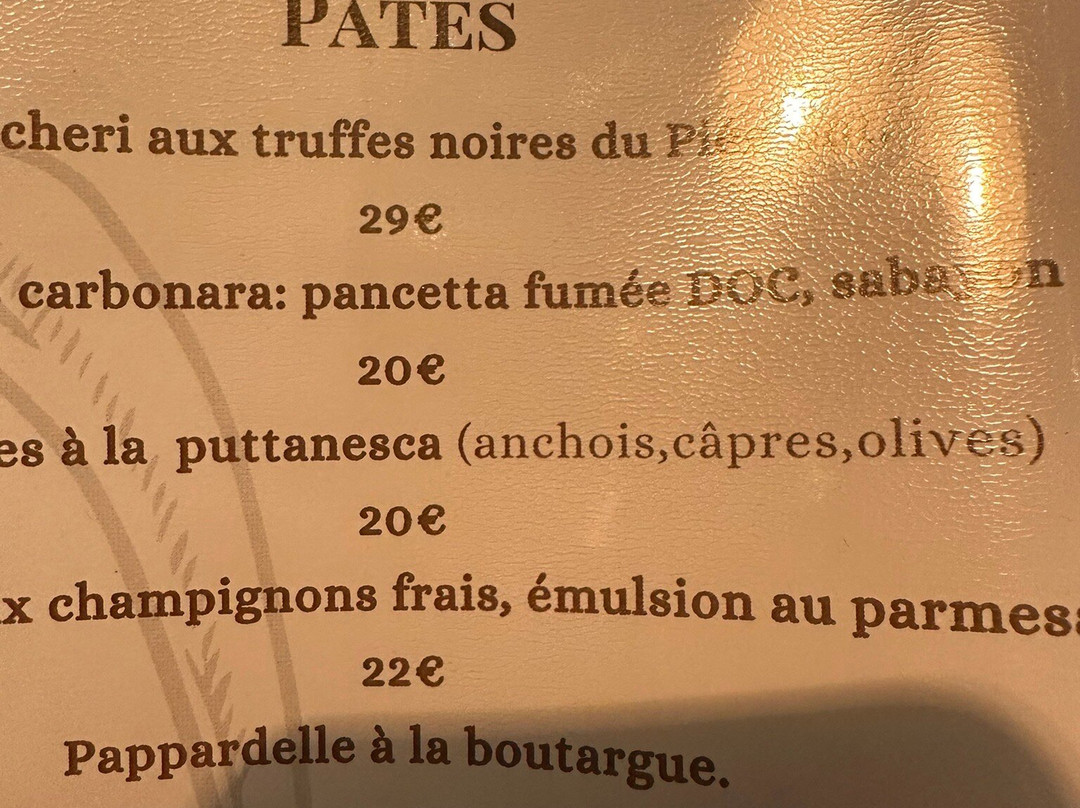 PATES
cheri aux truffes noires du
29€
carbonara: pancetta fumée DOC, sabayon
20€
es à la puttanesca (anchois,câpres,olives)
20€
x champignons frais, émulsion au parmes
22€
Pappardelle à la boutargue.